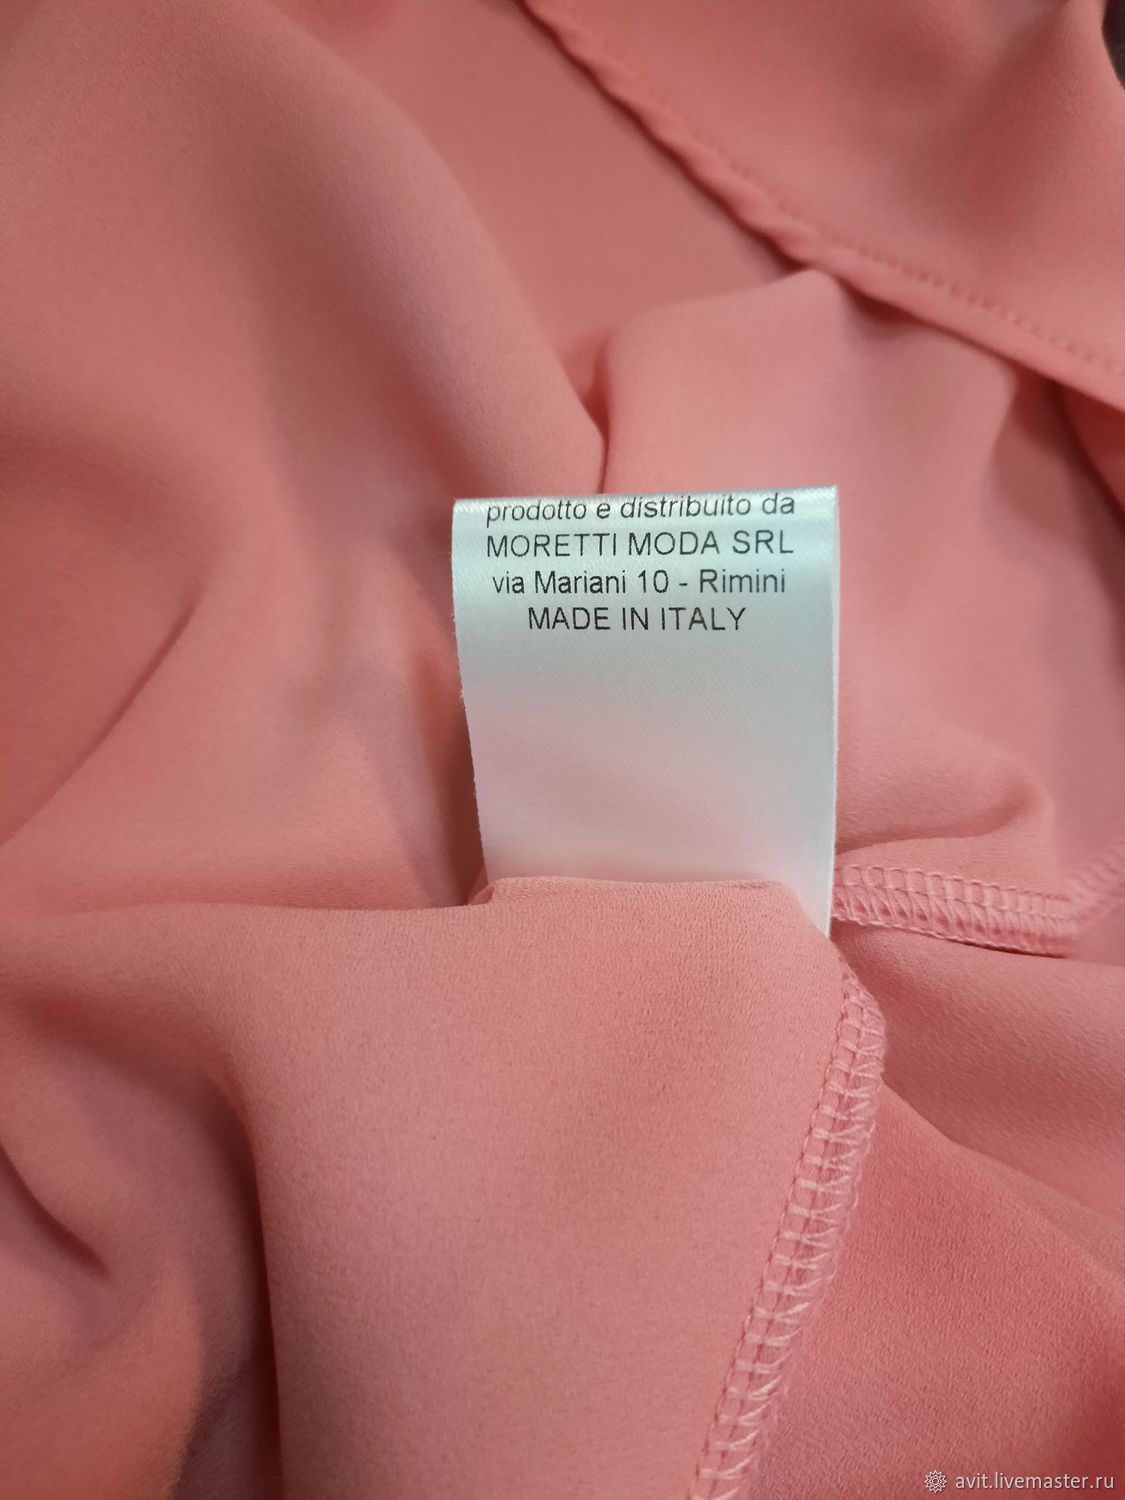 prodotto e distribuito da
MORETTI MODA SRL
via Mariani 10 - Rimini
MADE IN ITALY
avit.livemaster.ru